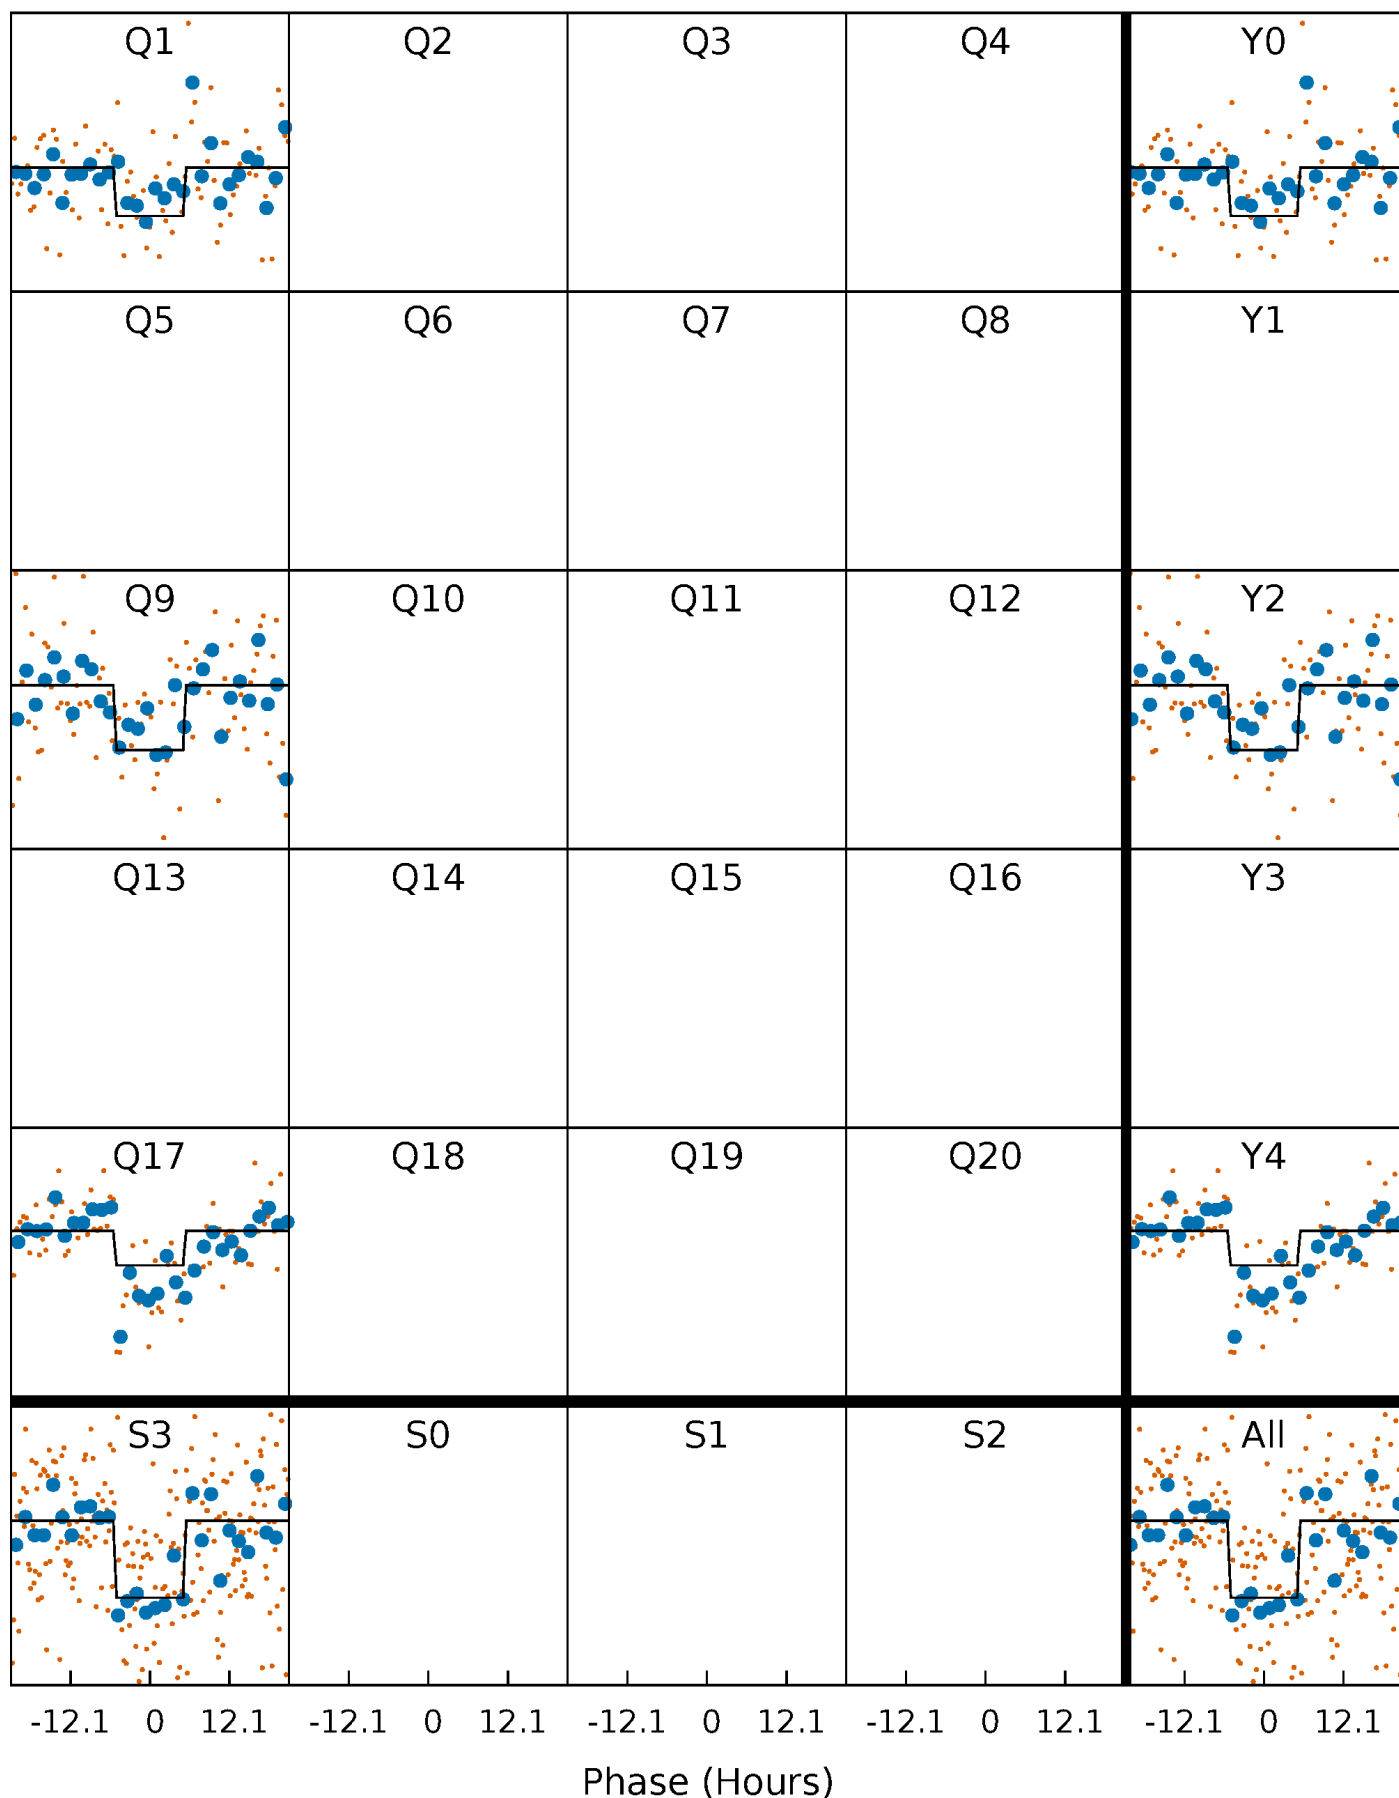 Q1 Q2 Q3 Q4 Y0
Q5 Q6 Q7 Q8 Y1
Q9 Q10 Q11 Q12 Y2
Q13 Q14 Q15 Q16 Y3
Q17 Q18 Q19 Q20 Y4
S3 S0 S1 S2 All
-12.1 0 12.1 -12.1 0 12.1 -12.1 0 12.1 -12.1 0 12.1 -12.1 0 12.1
Phase (Hours)